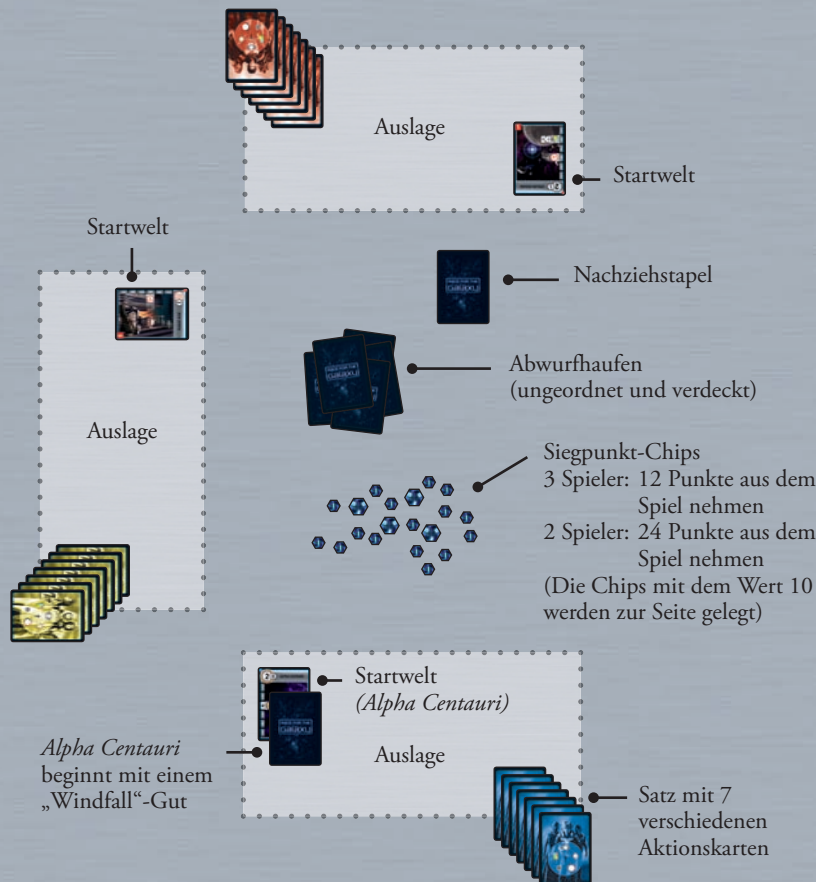 Auslage
Startwelt
Startwelt
Nachziehstapel
Abwurfhaufen
(ungeordnet und verdeckt)
Auslage
Siegpunkt-Chips
3 Spieler: 12 Punkte aus dem
Spiel nehmen
2 Spieler: 24 Punkte aus dem
Spiel nehmen
(Die Chips mit dem Wert 10
werden zur Seite gelegt)
Startwelt
(Alpha Centauri)
Alpha Centauri
beginnt mit einem
„Windfall“-Gut
Auslage
Satz mit 7
verschiedenen
Aktionskarten